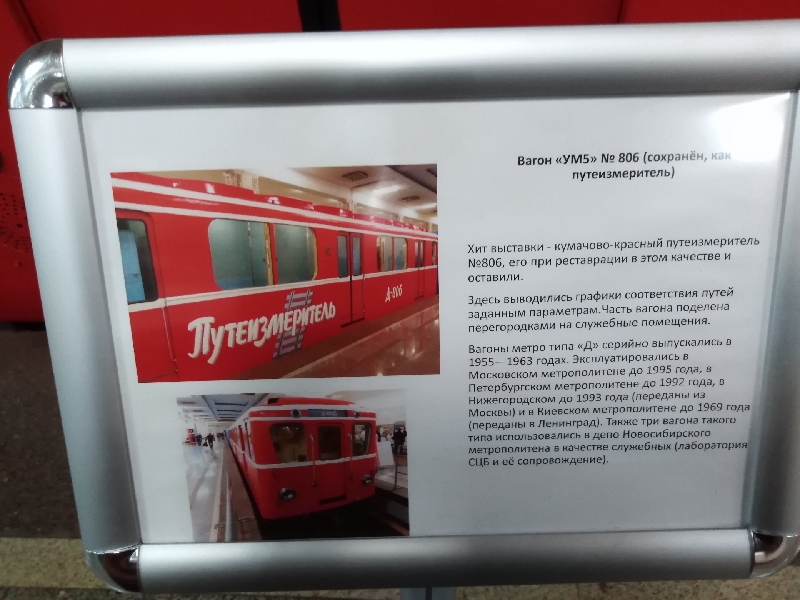 Вагон «УМ5» № 806 (сохранён, как
путеизмеритель)
Путеизмеритель
Д-806
Хит выставки - кумачово-красный путеизмеритель
№806, его при реставрации в этом качестве и
оставили.
Здесь выводились графики соответствия путей
заданным параметрам.Часть вагона поделена
перегородками на служебные помещения.
Вагоны метро типа «Д» серийно выпускались в
1955– 1963 годах. Эксплуатировались в
Московском метрополитене до 1995 года, в
Петербургском метрополитене до 1992 года, в
Нижегородском до 1993 года (переданы из
Москвы) и в Киевском метрополитене до 1969 года
(переданы в Ленинград). Также три вагона такого
типа использовались в депо Новосибирского
метрополитена в качестве служебных (лаборатория
СЦБ и её сопровождение).